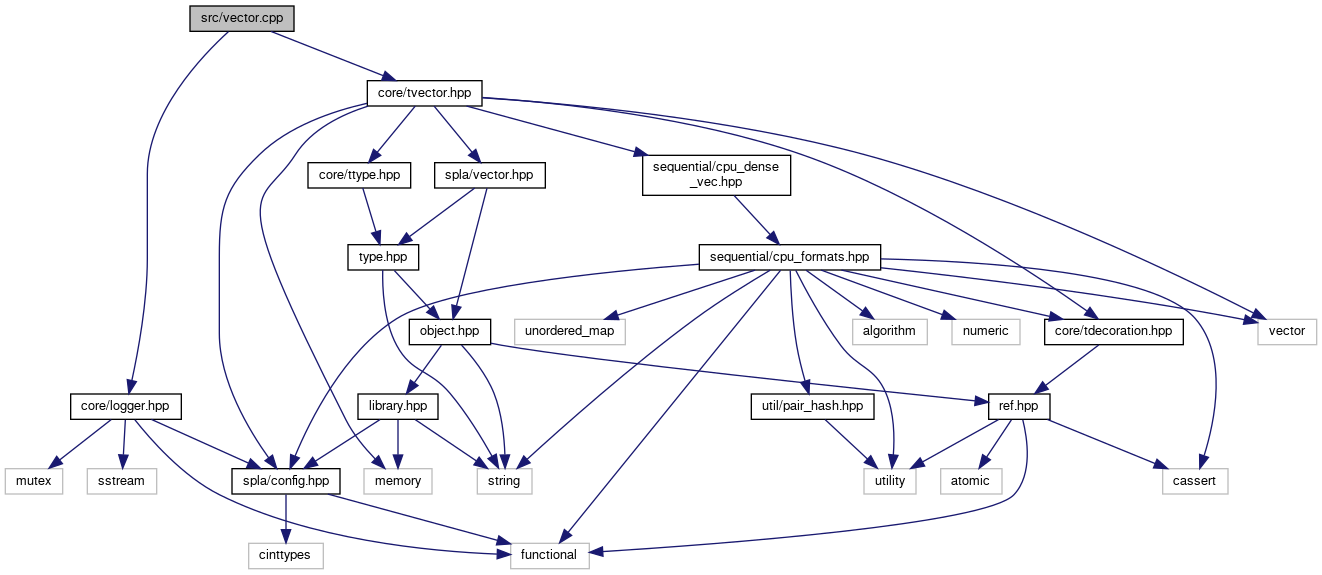 src/vector.cpp
core/tvector.hpp
core/ttype.hpp
spla/vector.hpp
sequential/cpu_dense
_vec.hpp
type.hpp
sequential/cpu_formats.hpp
object.hpp
unordered_map
algorithm
numeric
core/tdecoration.hpp
vector
core/logger.hpp
library.hpp
util/pair_hash.hpp
ref.hpp
mutex
sstream
spla/config.hpp
memory
string
utility
atomic
cassert
cinttypes
functional